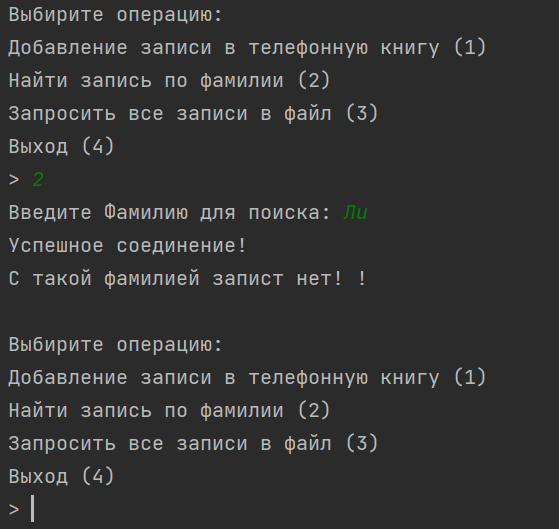 Выбирите операцию:
Добавление записи в телефонную книгу (1)
Найти запись по фамилии (2)
Запросить все записи в файл (3)
Выход (4)
> 2
Введите Фамилию для поиска: Ли
Успешное соединение!
С такой фамилией запист нет! !
Выбирите операцию:
Добавление записи в телефонную книгу (1)
Найти запись по фамилии (2)
Запросить все записи в файл (3)
Выход (4)
>